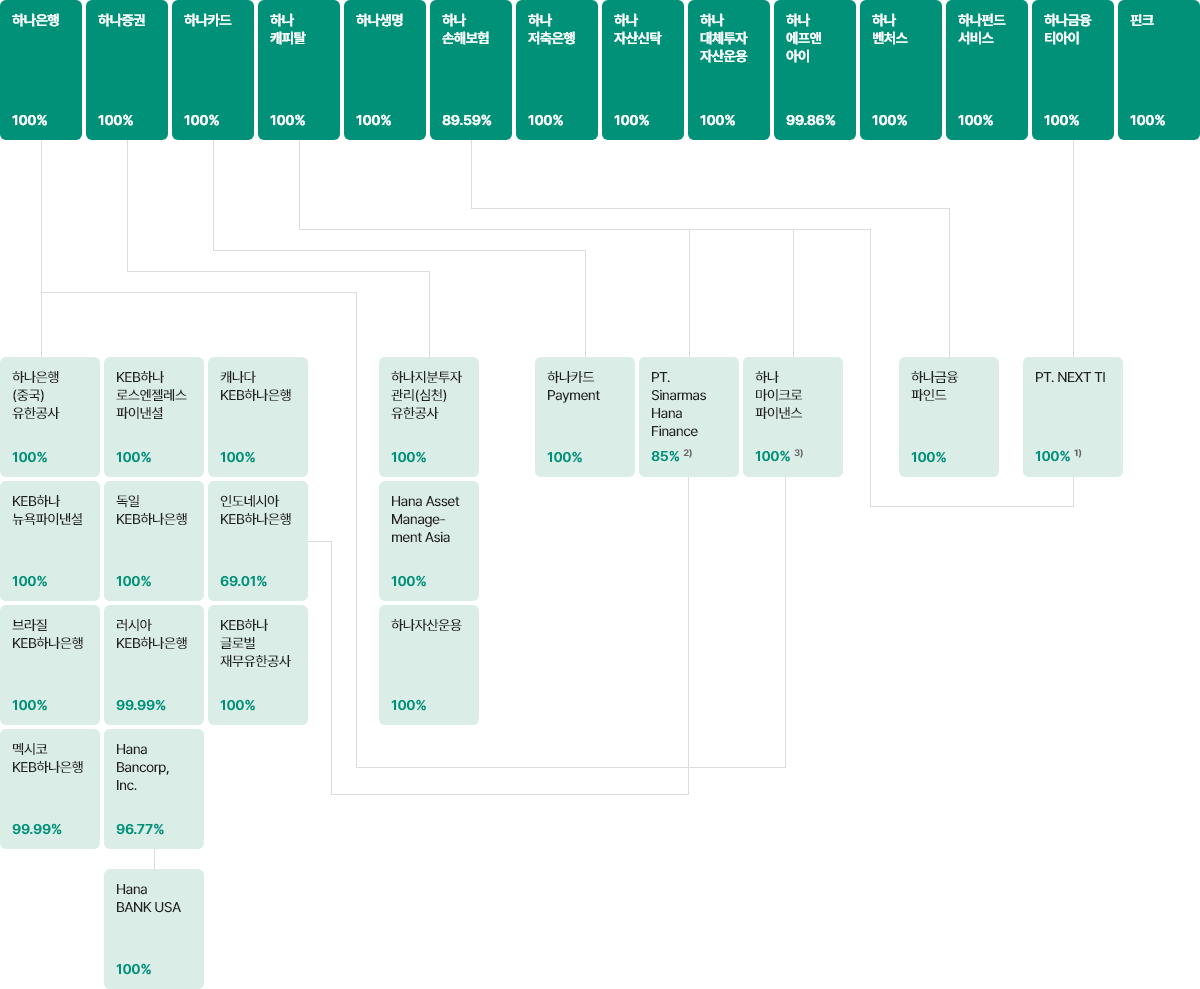 하나은행
100%
하나증권
100%
하나카드
100%
하나
캐피탈
100%
하나생명
100%
하나
손해보험
89.59%
하나
저축은행
100%
하나
자산신탁
100%
하나
대체투자
자산운용
100%
하나
에프앤
아이
99.86%
하나
벤처스
100%
하나펀드
서비스
100%
하나금융
티아이
100%
핀크
100%
하나은행
(중국)
유한공사
100%
KEB하나
로스엔젤레스
파이낸셜
100%
캐나다
KEB하나은행
100%
하나지분투자
관리(심천)
유한공사
100%
하나카드
Payment
100%
PT.
Sinarmas
Hana
Finance
85% 2)
하나
마이크로
파이낸스
100% 3)
하나금융
파인드
100%
PT. NEXT TI
100% 1)
KEB하나
뉴욕파이낸셜
100%
독일
KEB하나은행
100%
인도네시아
KEB하나은행
69.01%
Hana Asset
Manage-
ment Asia
100%
브라질
KEB하나은행
100%
러시아
KEB하나은행
99.99%
KEB하나
글로벌
재무유한공사
100%
하나자산운용
100%
멕시코
KEB하나은행
99.99%
Hana
Bancorp,
Inc.
96.77%
Hana
BANK USA
100%